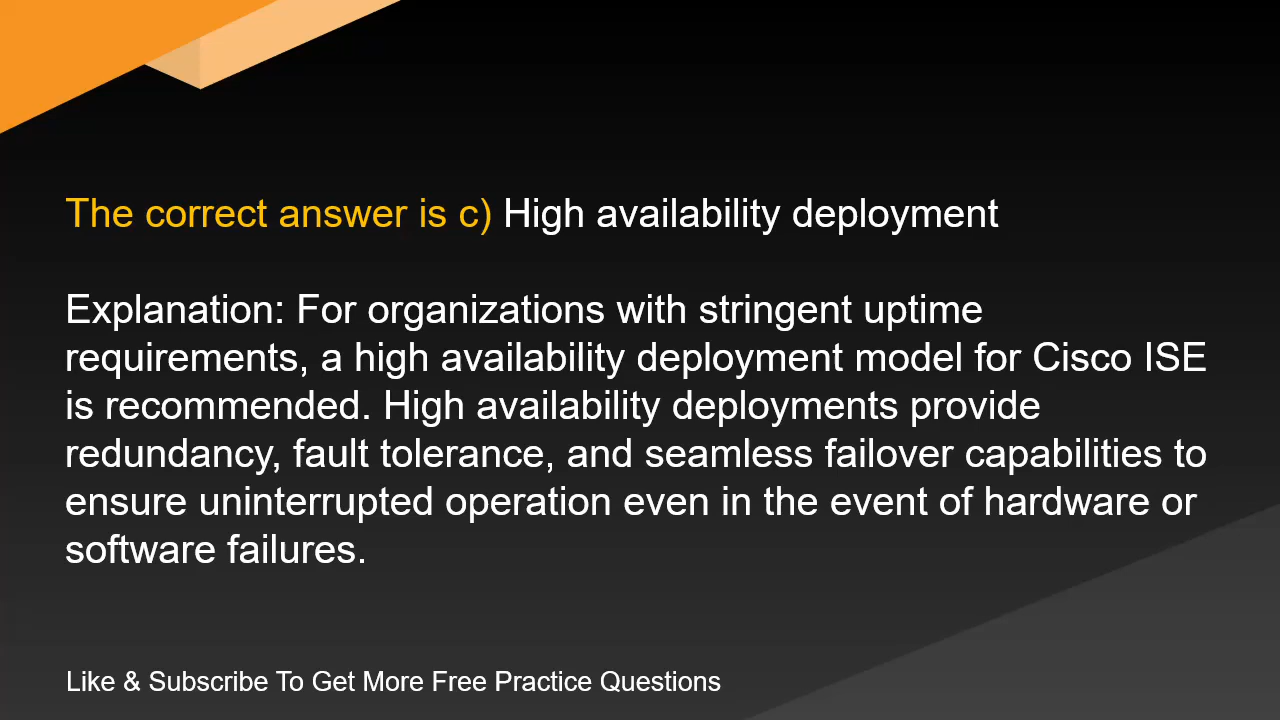 The correct answer is c) High availability deployment
Explanation: For organizations with stringent uptime
requirements, a high availability deployment model for Cisco ISE
is recommended. High availability deployments provide
redundancy, fault tolerance, and seamless failover capabilities to
ensure uninterrupted operation even in the event of hardware or
software failures.
Like & Subscribe To Get More Free Practice Questions